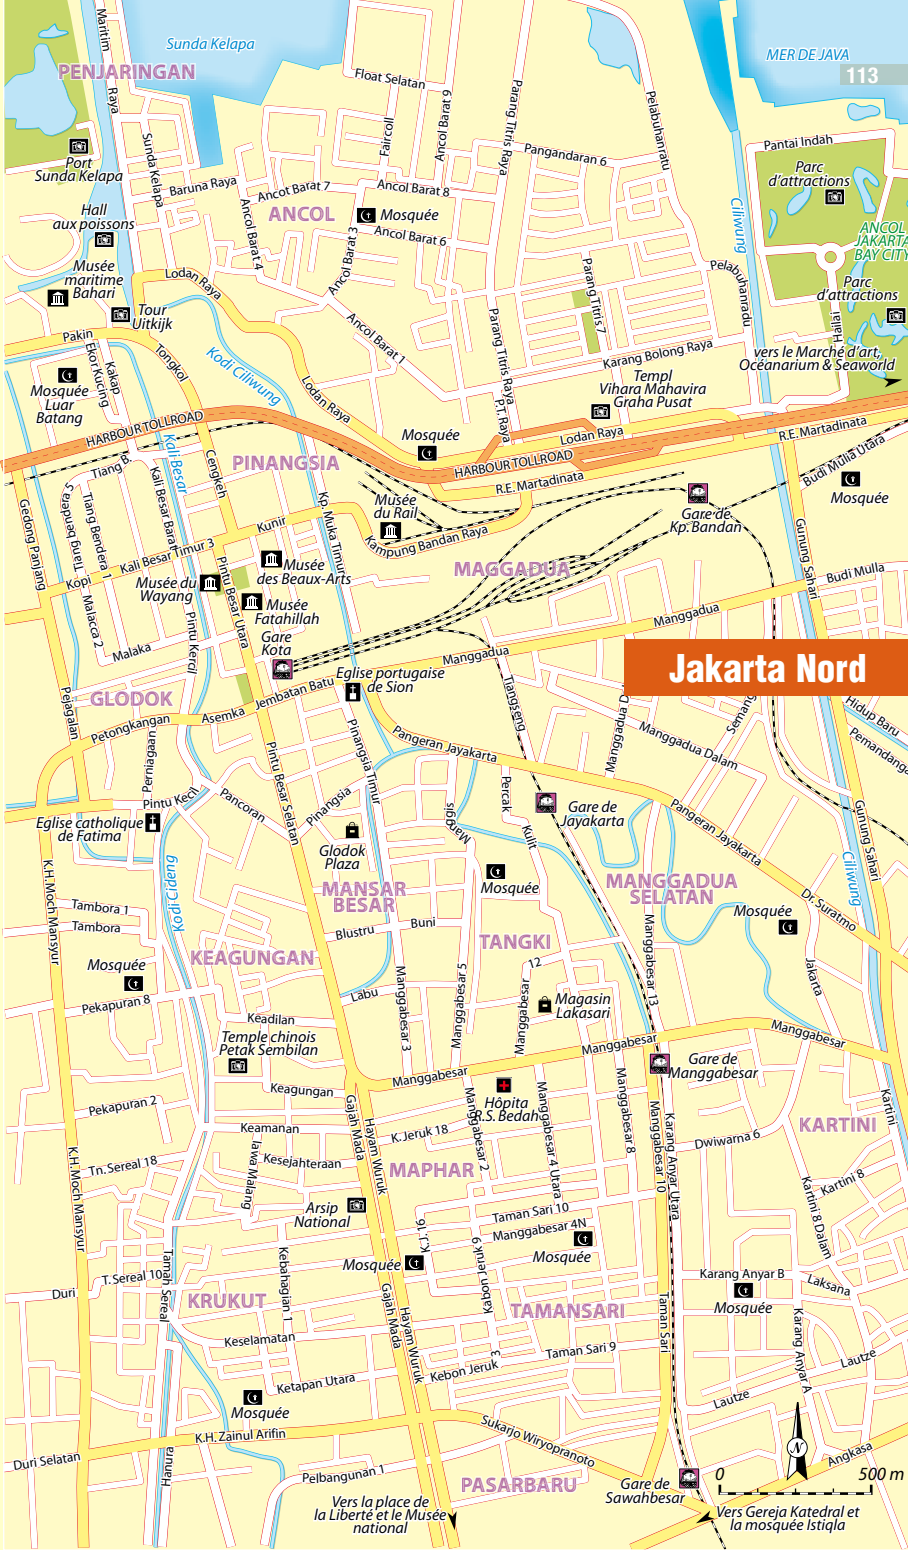 Sunda Kelapa
MER DE JAVA
113
Maritim
Raya
PENJARINGAN
Float Selatan
Faircoll
Ancol Barat 9
Parang Titris Raya
Pelabuhanratu
Pangandaran 6
Pantai Indah
Port
Sunda Kelapa
Sunda Kelapa
Baruna Raya
Ancot Barat 7
Ancol Barat 8
Parc
d'attractions
Hall
aux poissons
ANCOL
Mosquée
Ancol Barat 6
Ancol Barat 4
Ancol Barat 3
Ciliwung
ANCOL
JAKARTA
BAY CITY
Musée
maritime
Bahari
Lodan Raya
Parang Titris 7
Pelabuhanradu
Parc
d'attractions
Tour
Uitkijk
Pakin
Ekor Kucing
Kakap
Tongkol
Kodi Ciliwung
Ancol Barat 1
Parang Titris Raya
Karang Bolong Raya
vers le Marché d'art,
Océanarium & Seaworld
Mosquée
Luar
Batang
Lodan Raya
P.T. Raya
Templ
Vihara Mahavira
Graha Pusat
HARBOUR TOLLROAD
Mosquée
Lodan Raya
R.E. Martadinata
Kali Besar
Cengkeh
PINANGSIA
HARBOUR TOLLROAD
R.E. Martadinata
Budi Mulia Utara
Mosquée
Tiang B.
Tiang Bendera 5
Tiang Bendera 1
Kali Besar Barat
Gedong Panjang
Kp. Muka Timur
Musée
du Rail
Gare de
Kp. Bandan
Kunir
Kampung Bandan Raya
Gunung Sahari
Kali Besar Timur 3
Kopi
Musée du
Wayang
Pintu Besar Utara
Musée
des Beaux-Arts
MAGGADUA
Budi Mulla
Musée
Fatahillah
Malacca 2
Malaka
Pintu Kercil
Gare
Kota
Manggadua
Manggadua
Jakarta Nord
GLODOK
Pejagalan
Petongkangan
Asemka
Jembatan Batu
Eglise portugaise
de Sion
Tiangseng
Manggadua Dalam
Hidup Baru
Pemandangan
Perniagaan
Pintu Besar Selatan
Pinangsia Timur
Pangeran Jayakarta
Pintu Kecil
Pancoran
Pinangsia
Manggis
Percak
Kulit
Gare de
Jayakarta
Pangeran Jayakarta
Gunung Sahari
Eglise catholique
de Fatima
Glodok
Plaza
Kopi Cideng
K.H. Moch Mansyur
MANSAR
BESAR
Mosquée
MANGGADUA
SELATAN
Ciliwung
Dr. Suratmo
Tambora 1
Tambora
Blustru
Buni
Mosquée
KEAGUNGAN
TANGKI
Manggabesar 13
Jakarta
Mosquée
Pekapuran 8
Labu
Manggabesar 3
Manggabesar 5
12
Manggabesar
Magasin
Lakasari
Keadilan
Temple chinois
Petak Sembilan
Manggabesar
Manggabesar
Manggabesar
Gare de
Manggabesar
Keagungan
Hôpita
R.S. Bedah
Pekapuran 2
Gajah Mada
Hayam Wuruk
Manggabesar 2
Manggabesar 4 Utara
Manggabesar 8
Manggabesar 10
Karang Anyar Utara
Kartini
KARTINI
Keamanan
K. Jeruk 18
Dwiwarna 6
Kesejahteraan
Jawa Malang
K.H. Moch Mansyur
Tn. Sereal 18
MAPHAR
Kartini 8
Kartini 8 Dalam
Arsip
National
Taman Sari 10
Manggabesar 4N
K.J. 16
Kabon Jeruk 9
Mosquée
Mosquée
Tamah Sereal
T. Sereal 10
Duri
Kebahagian 1
Karang Anyar B
Laksana
Mosquée
KRUKUT
TAMANSARI
Karang Anyar A
Gajah Mada
Hayam Wuruk
Keselamatan
Taman Sari
3
Taman Sari 9
Kebon Jeruk
Ketapan Utara
Lautze
Lautze
Mosquée
Sukarjo Wiryopranoto
K.H. Zainul Arifin
Duri Selatan
Hanura
Pelbangunan 1
N
Angkasa
PASARBARU
Gare de
Sawahbesar
0
500 m
Vers la place de
la Liberté et le Musée
national
Vers Gereja Katedral et
la mosquée Istiqla